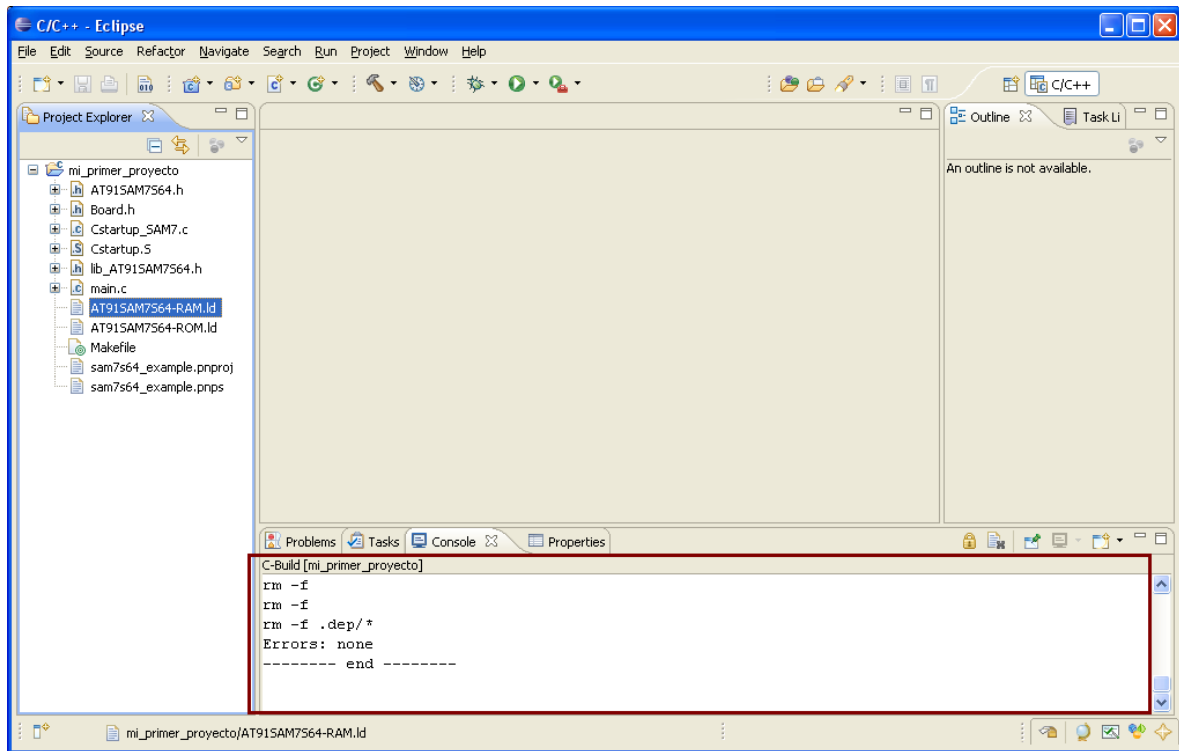 C/C++ - Eclipse
File Edit Source Refactor Navigate Search Run Project Window Help
C/C++
Project Explorer
Outline Task Li
mi_primer_proyecto
An outline is not available.
AT91SAM7S64.h
Board.h
Cstartup_SAM7.c
Cstartup.S
lib_AT91SAM7S64.h
main.c
AT91SAM7S64-RAM.ld
AT91SAM7S64-ROM.ld
Makefile
sam7s64_example.pnproj
sam7s64_example.pnps
Problems Tasks Console Properties
C-Build [mi_primer_proyecto]
rm -f
rm -f
rm -f .dep/*
Errors: none
-------- end --------
mi_primer_proyecto/AT91SAM7S64-RAM.ld